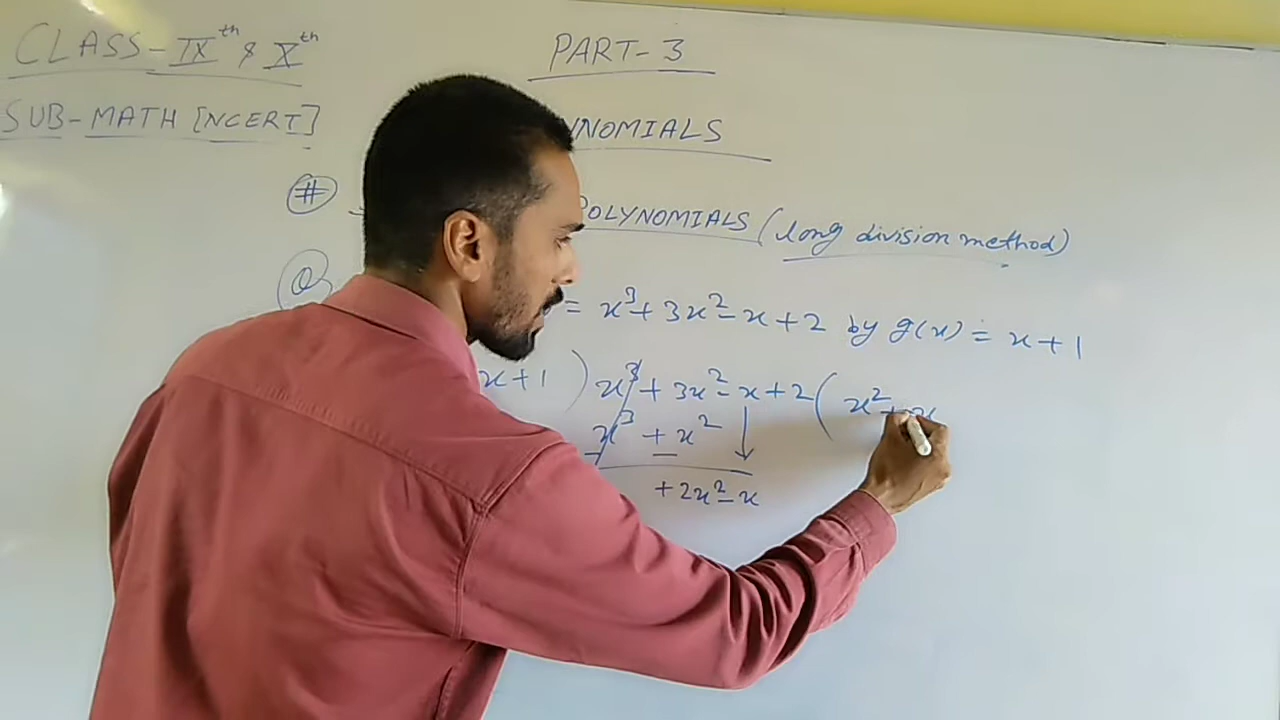 CLASS - IXth & Xth
SUB - MATH [NCERT]
PART - 3
NOMIALS
# POLYNOMIALS (long division method)
Q = x³ + 3x² - x + 2 by g(x) = x + 1
x + 1 ) x³ + 3x² - x + 2 ( x² +
x³ + x²
- -
+ 2x² - x